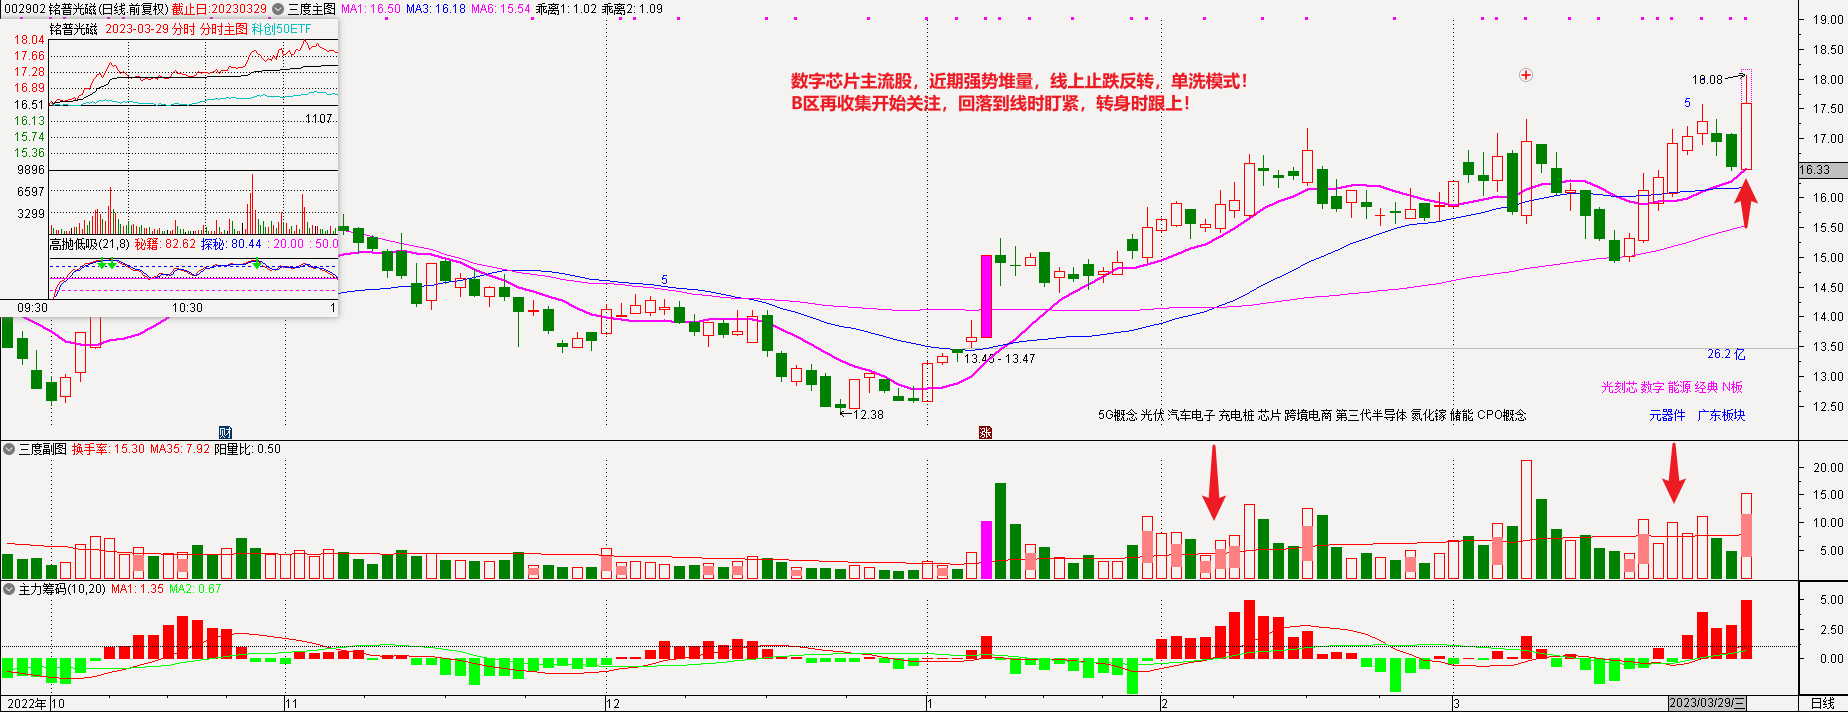 002902 铭普光磁(日线.前复权) 截止日:20230329 三度主图 MA1: 16.50 MA3: 16.18 MA6: 15.54 乖离1: 1.02 乖离2: 1.09
铭普光磁 2023-03-29 分时 分时主图 科创50ETF
18.04
17.66
17.28
16.89
16.51
16.13
15.74
15.36
1107
9896
6597
3299
高抛低吸(21,8) 秘籍: 82.62 探秘: 80.44 : 20.00 : 50.0
09:30 10:30 1
数字芯片主流股，近期强势堆量，线上止跌反转，单洗模式！
B区再收集开始关注，回落到线时盯紧，转身时跟上！
18.08
5
5
13.46 - 13.47
12.38
26.2 亿
光刻芯 数字 能源 经典 N板
5G概念 光伏 汽车电子 充电桩 芯片 跨境电商 第三代半导体 氮化镓 储能 CPO概念
元器件 广东板块
财
涨
19.00
18.50
18.00
17.50
17.00
16.33
16.00
15.50
15.00
14.50
14.00
13.50
13.00
12.50
三度副图 换手率: 15.30 MA35: 7.92 阳量比: 0.50
20.00
15.00
10.00
5.00
主力筹码(10,20) MA1: 1.35 MA2: 0.67
5.00
2.50
0.00
2022年 10 11 12 1 2 3 2023/03/29/三 日线